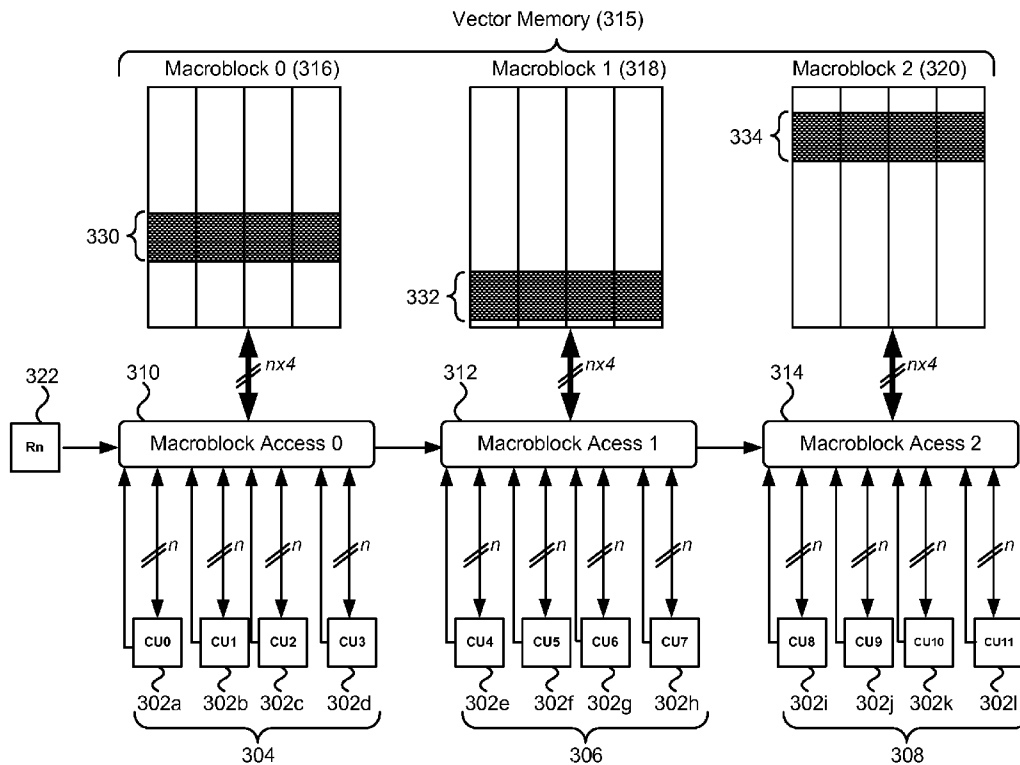 Vector Memory (315)
Macroblock 0 (316)
Macroblock 1 (318)
Macroblock 2 (320)
334
330
332
nx4
nx4
nx4
322
310
312
314
Rn
Macroblock Access 0
Macroblock Acess 1
Macroblock Acess 2
n
n
n
n
n
n
n
n
n
n
n
n
CU0
CU1
CU2
CU3
CU4
CU5
CU6
CU7
CU8
CU9
CU10
CU11
302a
302b
302c
302d
302e
302f
302g
302h
302i
302j
302k
302l
304
306
308